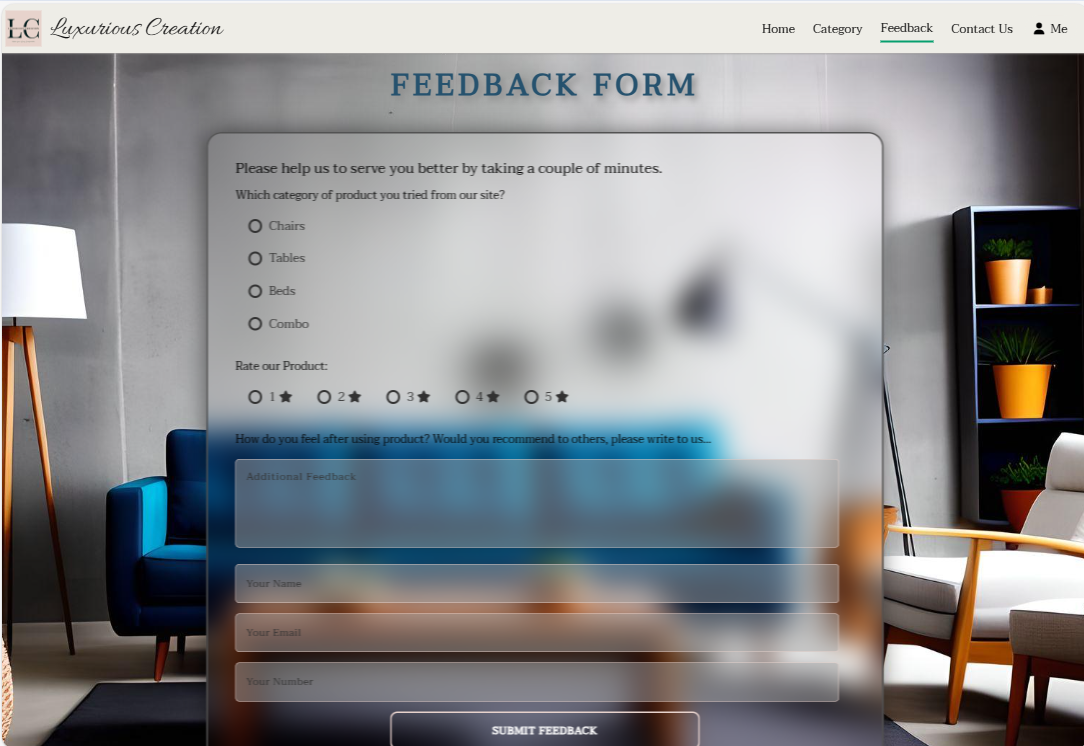 LC Luxurious Creation Home Category Feedback Contact Us Me
FEEDBACK FORM
Please help us to serve you better by taking a couple of minutes.
Which category of product you tried from our site?
Chairs
Tables
Beds
Combo
Rate our Product:
1 ★ 2 ★ 3 ★ 4 ★ 5 ★
How do you feel after using product? Would you recommend to others, please write to us...
Additional Feedback
Your Name
Your Email
Your Number
SUBMIT FEEDBACK